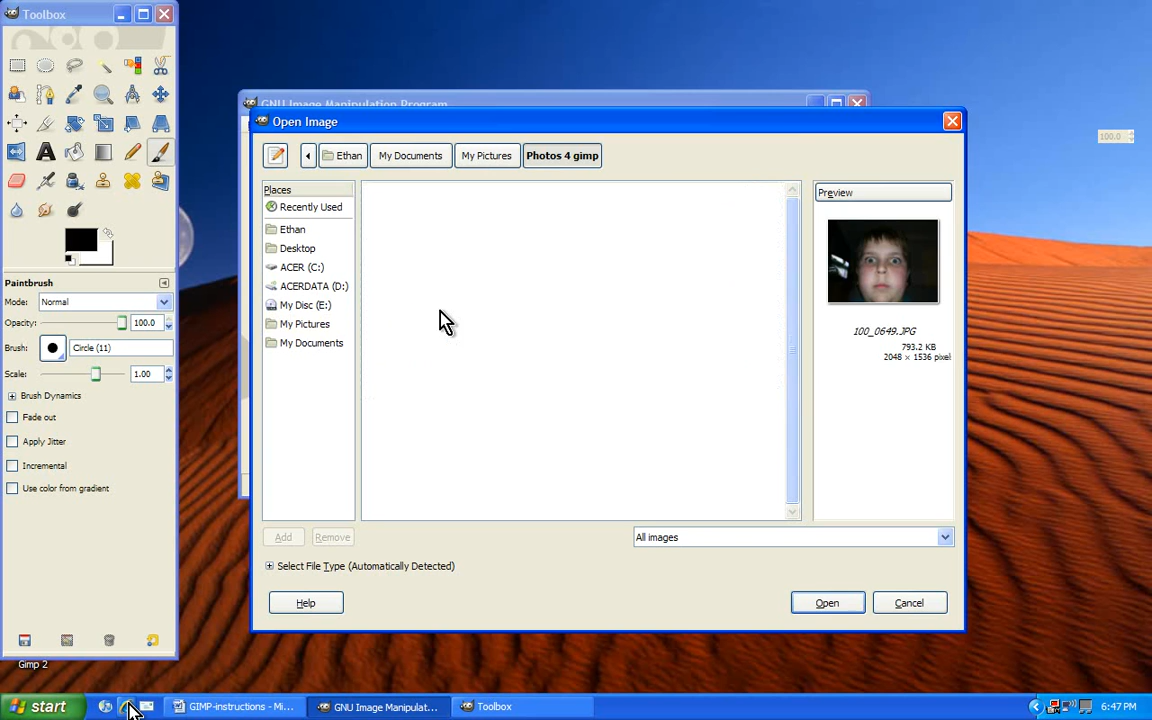 Toolbox
GNU Image Manipulation Program
Open Image
Ethan
My Documents
My Pictures
Photos 4 gimp
100.0
Places
Recently Used
Ethan
Desktop
ACER (C:)
ACERDATA (D:)
My Disc (E:)
My Pictures
My Documents
Preview
100_0649.JPG
793.2 KB
2048 × 1536 pixel
Paintbrush
Mode: Normal
Opacity: 100.0
Brush: Circle (11)
Scale: 1.00
Brush Dynamics
Fade out
Apply Jitter
Incremental
Use color from gradient
Add
Remove
All images
Select File Type (Automatically Detected)
Help
Open
Cancel
Gimp 2
start
GIMP-instructions - Mi...
GNU Image Manipulat...
Toolbox
6:47 PM